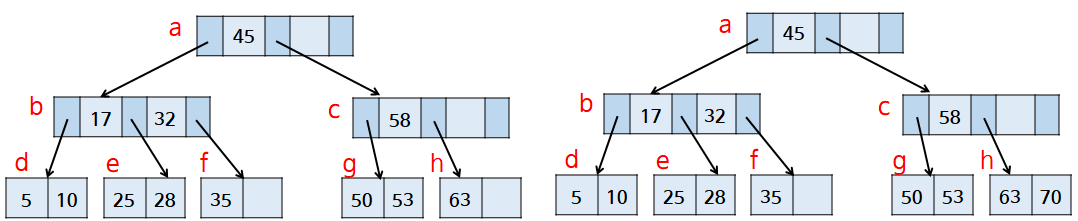 a 45 a 45
b 17 32 c 58 b 17 32 c 58
d e f g h d e f g h
5 10 25 28 35 50 53 63 5 10 25 28 35 50 53 63 70